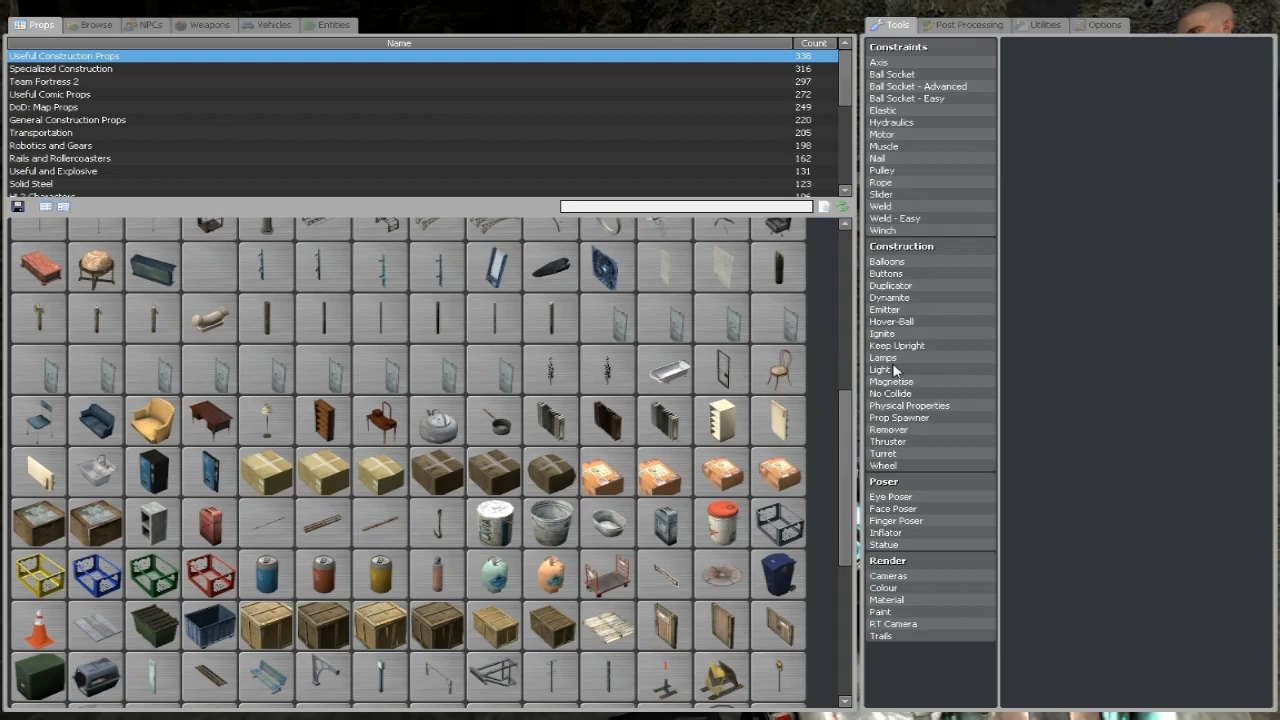 Props Browse NPCs Weapons Vehicles Entities
Tools Post Processing Utilities Options
Name Count
Useful Construction Props 338
Specialized Construction 316
Team Fortress 2 297
Useful Comic Props 272
DoD: Map Props 249
General Construction Props 220
Transportation 205
Robotics and Gears 198
Rails and Rollercoasters 162
Useful and Explosive 131
Solid Steel 123
Constraints
Axis
Ball Socket
Ball Socket - Advanced
Ball Socket - Easy
Elastic
Hydraulics
Motor
Muscle
Nail
Pulley
Rope
Slider
Weld
Weld - Easy
Winch
Construction
Balloons
Buttons
Duplicator
Dynamite
Emitter
Hover-Ball
Ignite
Keep Upright
Lamps
Light
Magnetise
No Collide
Physical Properties
Prop Spawner
Remover
Thruster
Turret
Wheel
Poser
Eye Poser
Face Poser
Finger Poser
Inflator
Statue
Render
Cameras
Colour
Material
Paint
RT Camera
Trails